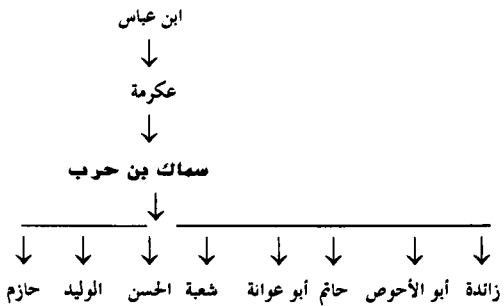 ابن عباس
عكرمة
سماك بن حرب
زائدة أبو الأحوص حاتم أبو عوانة شعبة الحسن الوليد حازم